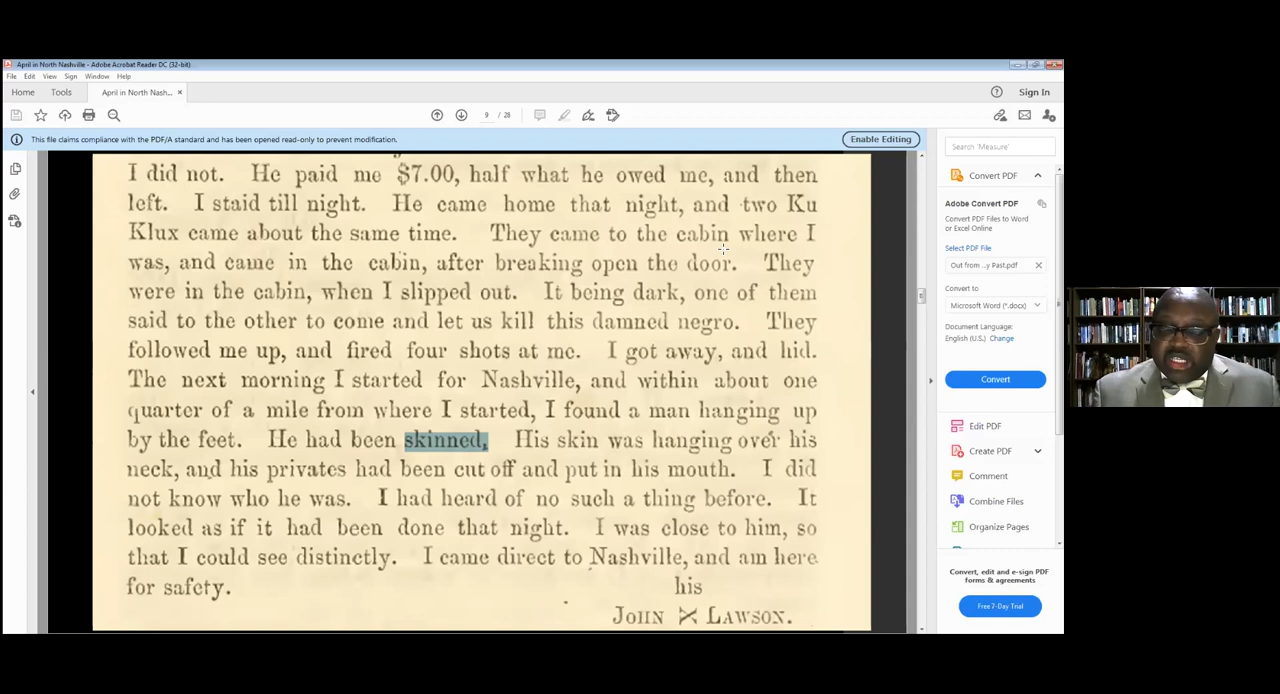 April in North Nashville - Adobe Acrobat Reader DC (32-bit)
File Edit View Sign Window Help
Home Tools April in North Nash... × Sign In
9 / 28
This file claims compliance with the PDF/A standard and has been opened read-only to prevent modification. Enable Editing
I did not. He paid me $7.00, half what he owed me, and then
left. I staid till night. He came home that night, and two Ku
Klux came about the same time. They came to the cabin where I
was, and came in the cabin, after breaking open the door. They
were in the cabin, when I slipped out. It being dark, one of them
said to the other to come and let us kill this damned negro. They
followed me up, and fired four shots at me. I got away, and hid.
The next morning I started for Nashville, and within about one
quarter of a mile from where I started, I found a man hanging up
by the feet. He had been skinned, His skin was hanging over his
neck, and his privates had been cut off and put in his mouth. I did
not know who he was. I had heard of no such a thing before. It
looked as if it had been done that night. I was close to him, so
that I could see distinctly. I came direct to Nashville, and am here
for safety. his
JOHN X LAWSON.
Search 'Measure'
Convert PDF
Adobe Convert PDF
Convert PDF Files to Word
or Excel Online
Select PDF File
Out from ...y Past.pdf ×
Convert to
Microsoft Word (*.docx)
Document Language:
English (U.S.) Change
Convert
Edit PDF
Create PDF
Comment
Combine Files
Organize Pages
Convert, edit and e-sign PDF
forms & agreements
Free 7-Day Trial